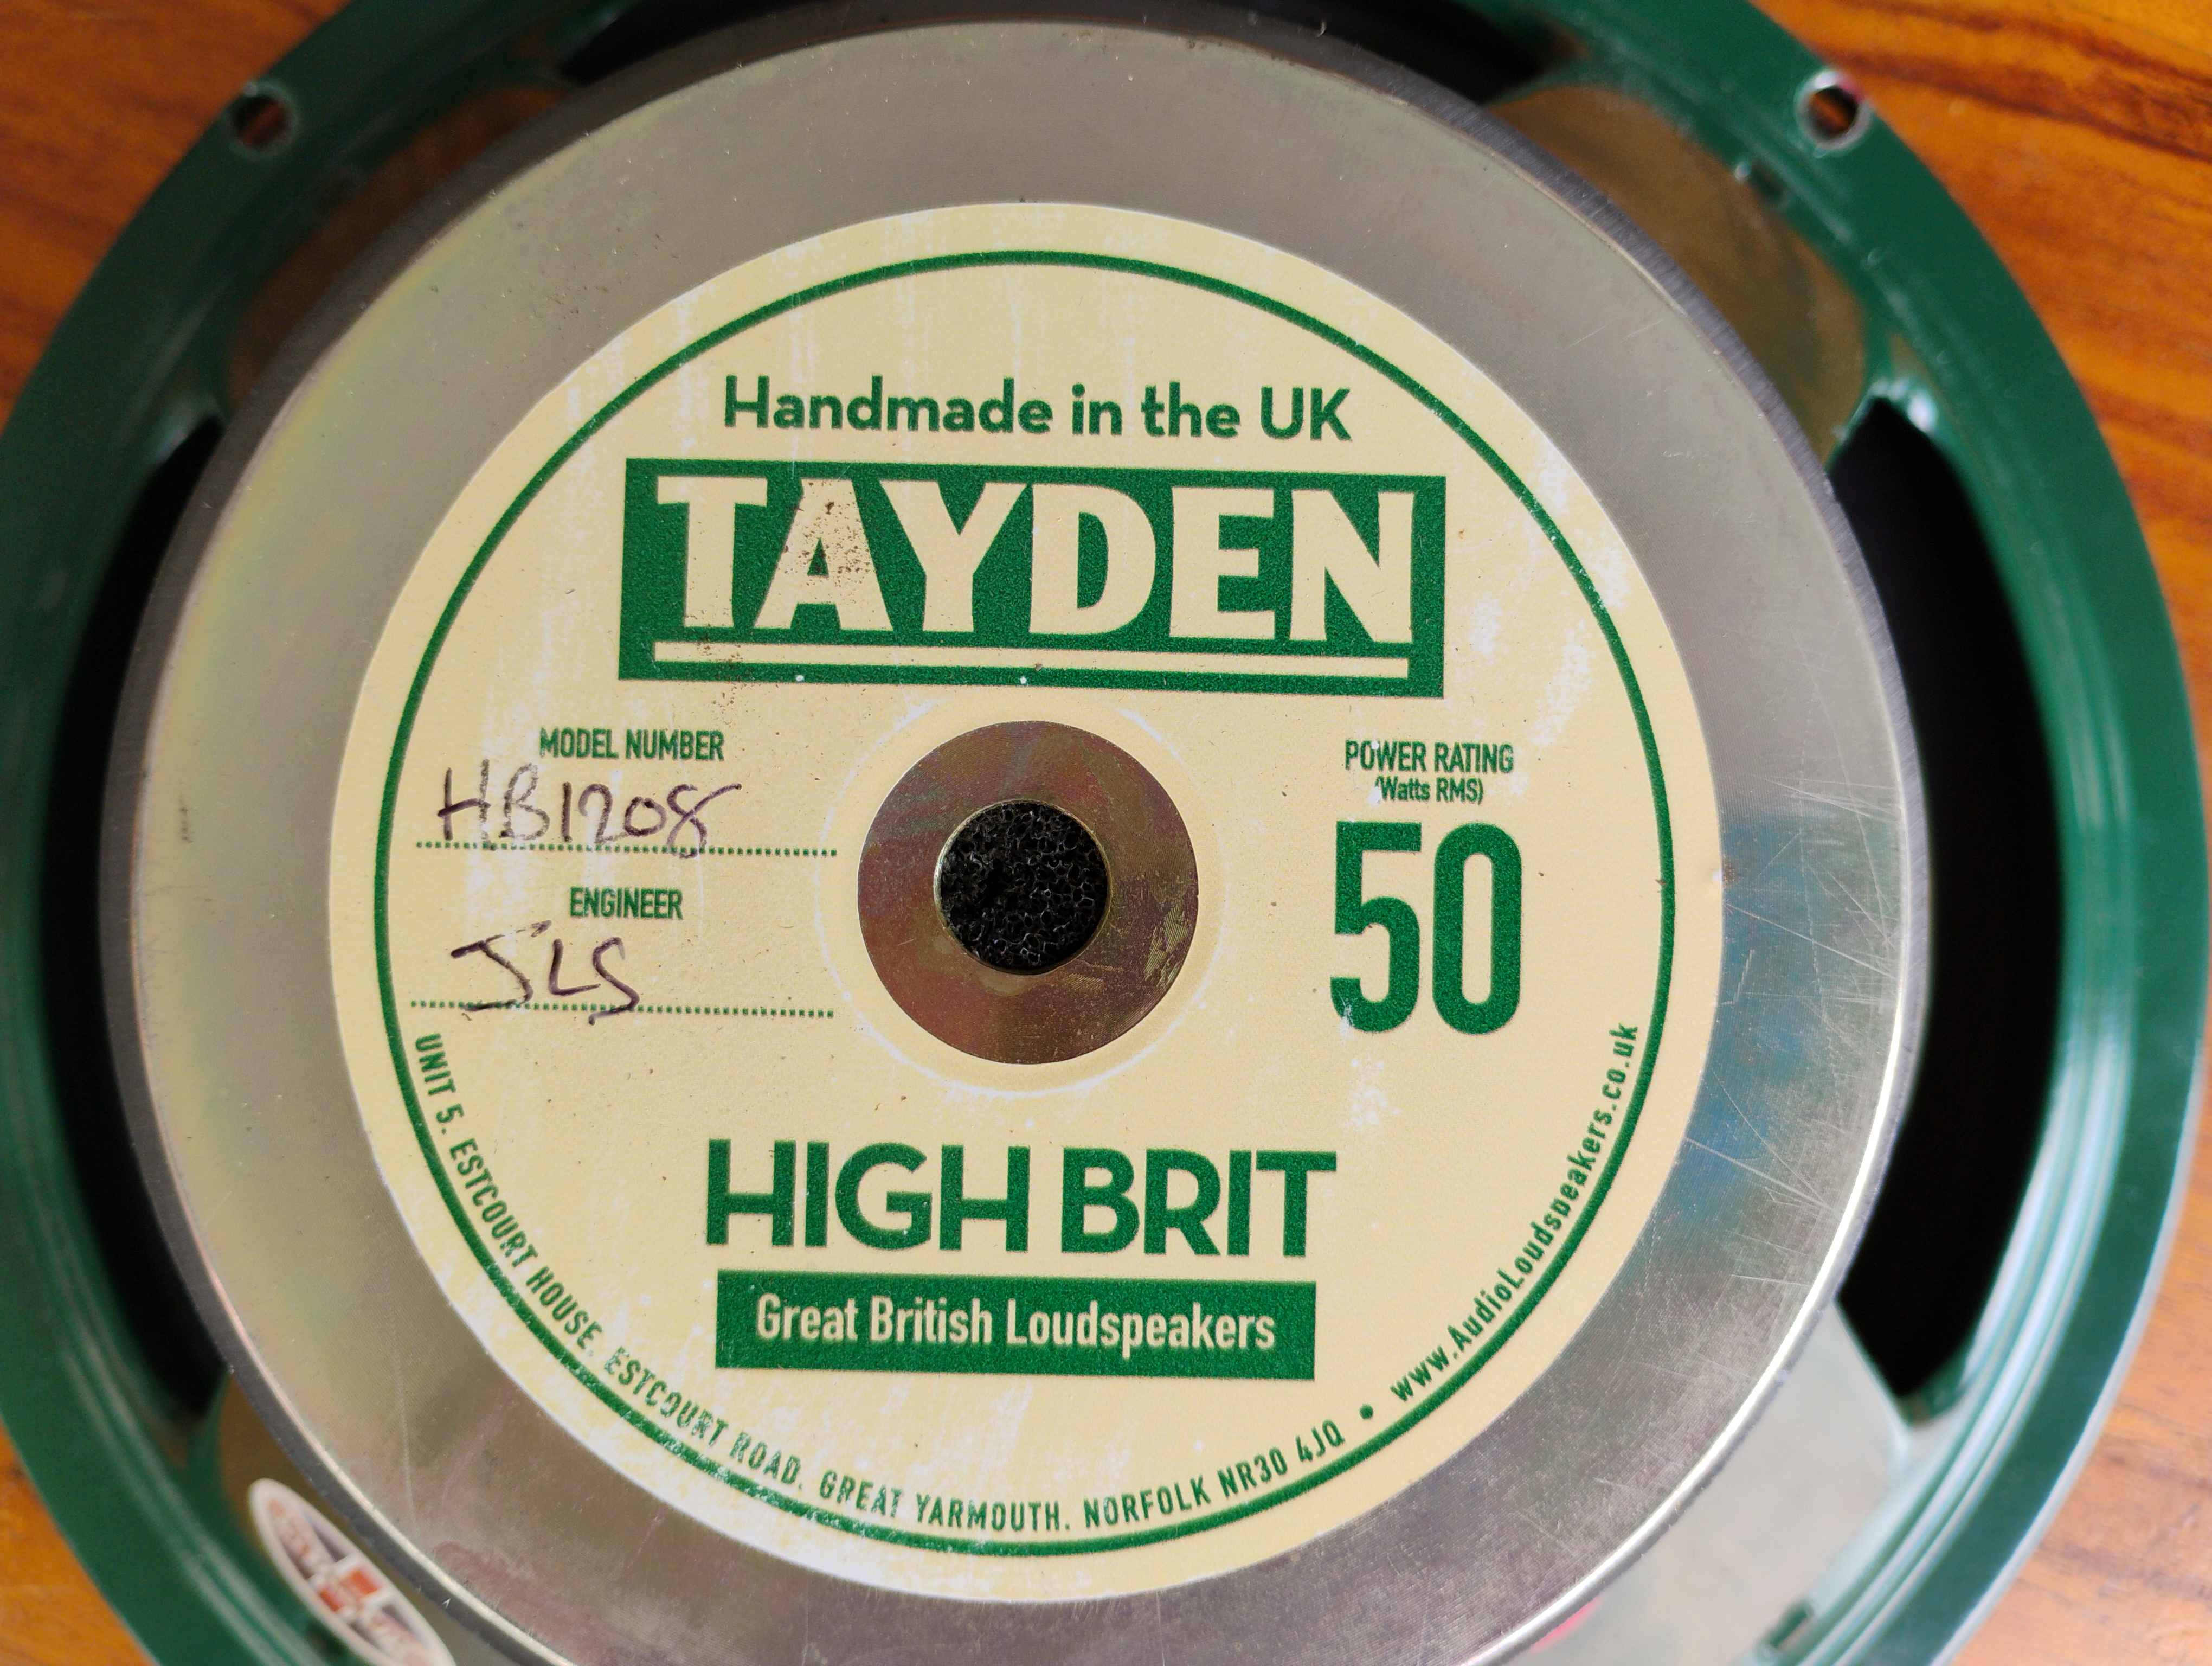 Handmade in the UK
TAYDEN
MODEL NUMBER
HB1208
ENGINEER
JLS
POWER RATING
(Watts RMS)
50
HIGH BRIT
Great British Loudspeakers
UNIT 5. ESTCOURT HOUSE. ESTCOURT ROAD. GREAT YARMOUTH. NORFOLK NR30 4JQ • www.AudioLoudspeakers.co.uk